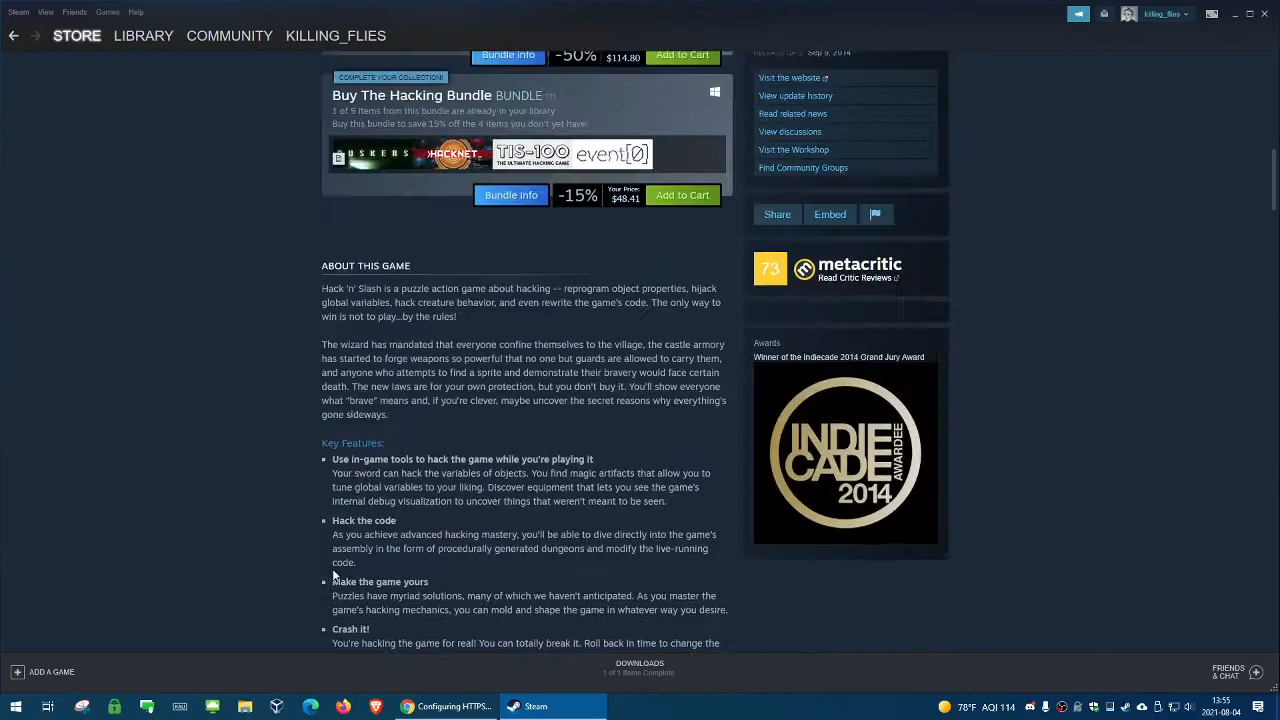 Steam View Friends Games Help
killing_flies
STORE LIBRARY COMMUNITY KILLING_FLIES
Bundle info -50% $114.80 Add to Cart
Sep 9, 2014
COMPLETE YOUR COLLECTION!
Buy The Hacking Bundle BUNDLE (?)
1 of 5 items from this bundle are already in your library
Buy this bundle to save 15% off the 4 items you don't yet have!
USKERS HACKNET TIS-100 event[0]
THE ULTIMATE HACKING GAME
Bundle info -15% Your Price: $48.41 Add to Cart
ABOUT THIS GAME
Hack 'n' Slash is a puzzle action game about hacking -- reprogram object properties, hijack
global variables, hack creature behavior, and even rewrite the game's code. The only way to
win is not to play...by the rules!
The wizard has mandated that everyone confine themselves to the village, the castle armory
has started to forge weapons so powerful that no one but guards are allowed to carry them,
and anyone who attempts to find a sprite and demonstrate their bravery would face certain
death. The new laws are for your own protection, but you don't buy it. You'll show everyone
what "brave" means and, if you're clever, maybe uncover the secret reasons why everything's
gone sideways.
Key Features:
Use in-game tools to hack the game while you're playing it
Your sword can hack the variables of objects. You find magic artifacts that allow you to
tune global variables to your liking. Discover equipment that lets you see the game's
internal debug visualization to uncover things that weren't meant to be seen.
Hack the code
As you achieve advanced hacking mastery, you'll be able to dive directly into the game's
assembly in the form of procedurally generated dungeons and modify the live-running
code.
Make the game yours
Puzzles have myriad solutions, many of which we haven't anticipated. As you master the
game's hacking mechanics, you can mold and shape the game in whatever way you desire.
Crash it!
You're hacking the game for real! You can totally break it. Roll back in time to change the
Visit the website
View update history
Read related news
View discussions
Visit the Workshop
Find Community Groups
Share Embed
73 metacritic
Read Critic Reviews
Awards
Winner of the Indiecade 2014 Grand Jury Award
INDIE
CADE
2014
AWARDEE
ADD A GAME
DOWNLOADS
1 of 1 Items Complete
FRIENDS
& CHAT
Configuring HTTPS...
Steam
78°F AQI 114
13:55
2021-08-04